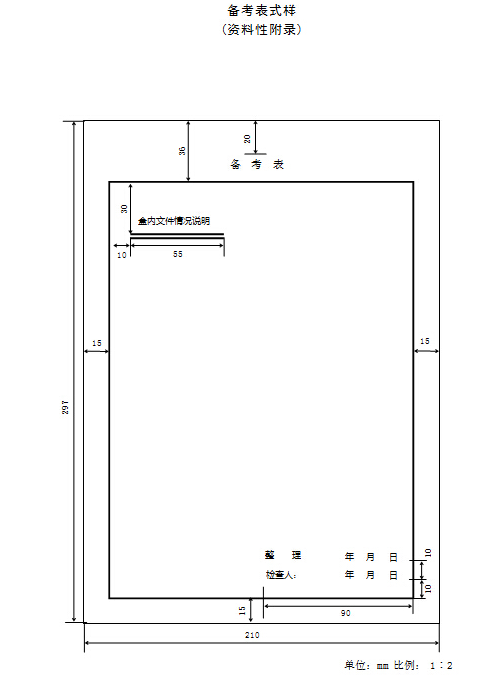 备考表式样
(资料性附录)
20
36
备 考 表
30
盒内文件情况说明
10
55
15
15
297
整 理
年 月 日
10
检查人:
年 月 日
10
15
90
210
单位: mm 比例: 1:2